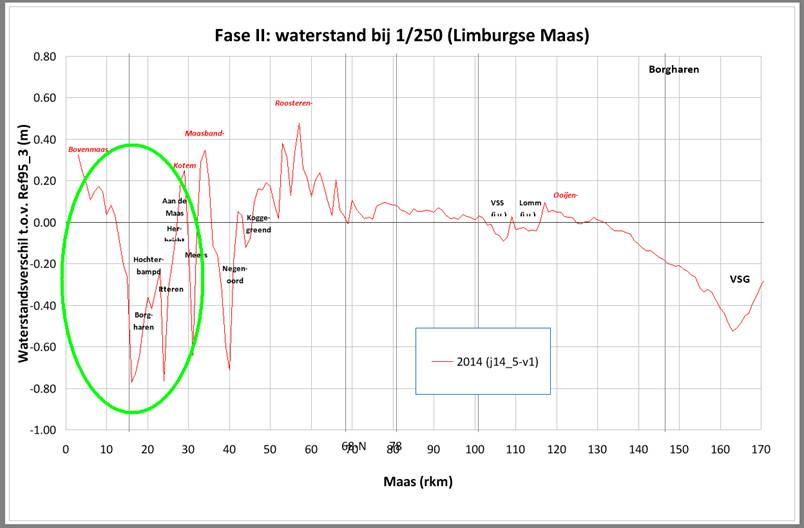 Fase II: waterstand bij 1/250 (Limburgse Maas)
Waterstandsverschil t.o.v. Ref95_3 (m)
0.80
0.60
0.40
0.20
0.00
-0.20
-0.40
-0.60
-0.80
-1.00
Borgharen
Roosteren-
Maasband-
Bovenmaas
Kotem
Aan de
Maas
Her-
Meers
Kogge-
greend
VSS
Lomm
Ooijen-
Hochter-
bampd
Negen-
oord
Itteren
Borg-
haren
VSG
2014 (j14_5-v1)
0 10 20 30 40 50 60 70 80 90 100 110 120 130 140 150 160 170
68 N 78
Maas (rkm)